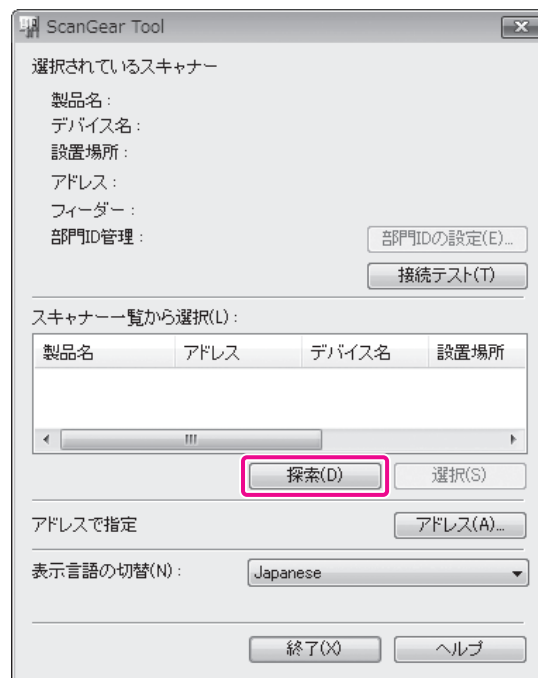 ScanGear Tool
選択されているスキャナー
製品名:
デバイス名:
設置場所:
アドレス:
フィーダー:
部門ID管理:
部門IDの設定(E)...
接続テスト(T)
スキャナー一覧から選択(L):
製品名 アドレス デバイス名 設置場所
探索(D) 選択(S)
アドレスで指定 アドレス(A)...
表示言語の切替(N): Japanese
終了(X) ヘルプ